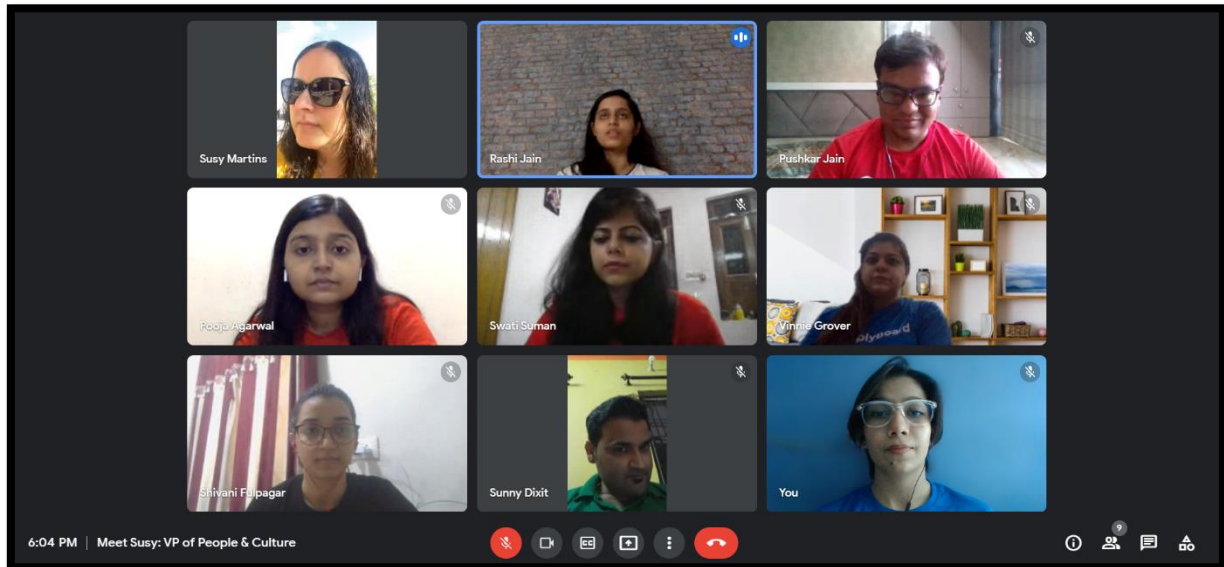 Susy Martins
Rashi Jain
Pushkar Jain
Pooja Agarwal
Swati Suman
Vinnie Grover
Shivani Fulpagar
Sunny Dixit
You
6:04 PM | Meet Susy: VP of People & Culture
CC
9